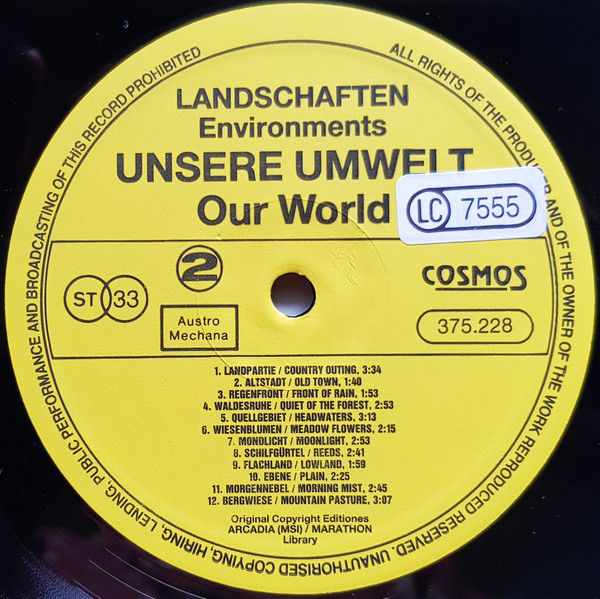 LANDSCHAFTEN
Environments
UNSERE UMWELT
Our World
LC 7555
ST 33
2
Austro
Mechana
COSMOS
375.228
1. LANDPARTIE / COUNTRY OUTING, 3:34
2. ALTSTADT / OLD TOWN, 1:40
3. REGENFRONT / FRONT OF RAIN, 1:53
4. WALDESRUHE / QUIET OF THE FOREST, 2:53
5. QUELLGEBIET / HEADWATERS, 3:13
6. WIESENBLUMEN / MEADOW FLOWERS, 2:15
7. MONDLICHT / MOONLIGHT, 2:53
8. SCHILFGÜRTEL / REEDS, 2:41
9. FLACHLAND / LOWLAND, 1:59
10. EBENE / PLAIN, 2:25
11. MORGENNEBEL / MORNING MIST, 2:45
12. BERGWIESE / MOUNTAIN PASTURE, 3:07
Original Copyright Editiones
ARCADIA (MSI) / MARATHON
Library
ALL RIGHTS OF THE PRODUCER AND OF THE OWNER OF THE WORK REPRODUCED RESERVED. UNAUTHORISED COPYING, HIRING, LENDING, PUBLIC PERFORMANCE AND BROADCASTING OF THIS RECORD PROHIBITED